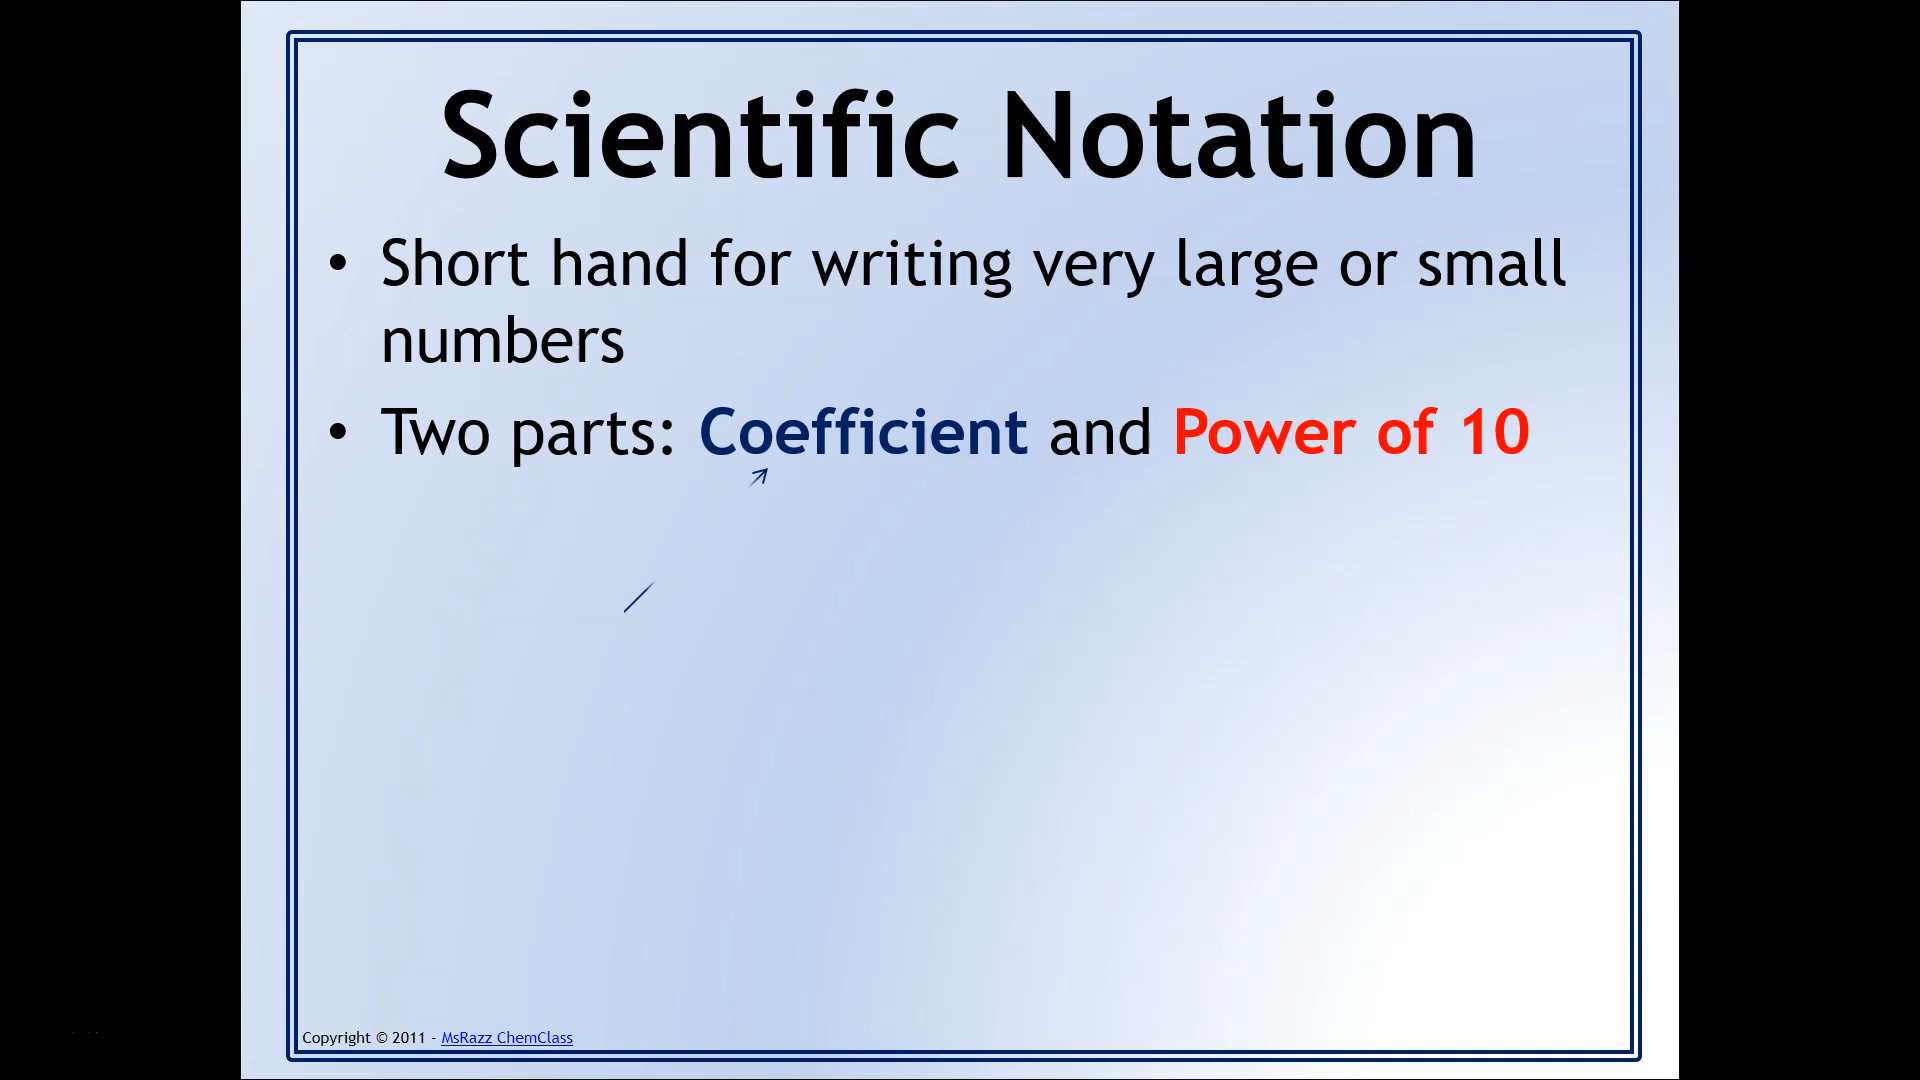 Scientific Notation
• Short hand for writing very large or small
numbers
• Two parts: Coefficient and Power of 10
Copyright © 2011 - MsRazz ChemClass